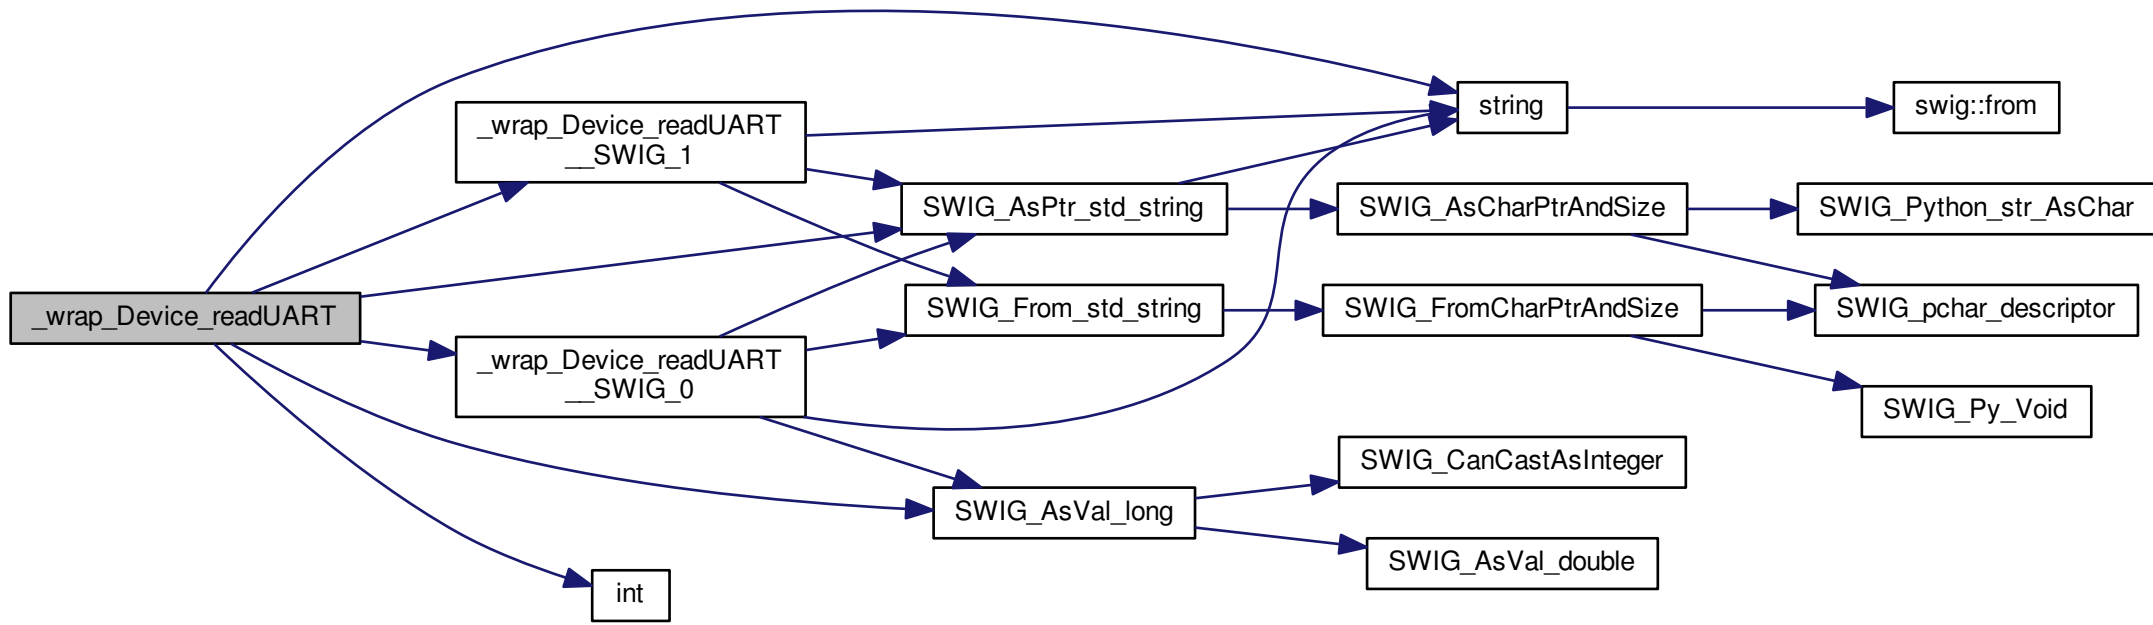 _wrap_Device_readUART
_wrap_Device_readUART
__SWIG_1
_wrap_Device_readUART
__SWIG_0
int
SWIG_AsPtr_std_string
SWIG_From_std_string
SWIG_AsVal_long
string
SWIG_AsCharPtrAndSize
SWIG_FromCharPtrAndSize
SWIG_CanCastAsInteger
SWIG_AsVal_double
swig::from
SWIG_Python_str_AsChar
SWIG_pchar_descriptor
SWIG_Py_Void